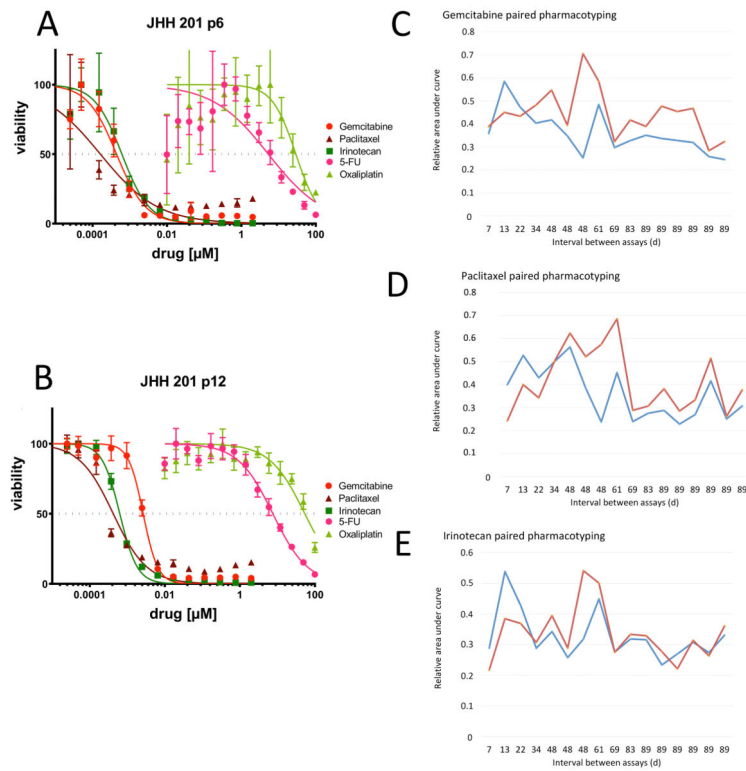 A
JHH 201 p6
viability
100
50
0
0.0001
0.01
1
100
drug [µM]
Gemcitabine
Paclitaxel
Irinotecan
5-FU
Oxaliplatin
B
JHH 201 p12
viability
100
50
0
0.0001
0.01
1
100
drug [µM]
Gemcitabine
Paclitaxel
Irinotecan
5-FU
Oxaliplatin
C
Gemcitabine paired pharmacotyping
Relative area under curve
0.8
0.7
0.6
0.5
0.4
0.3
0.2
0.1
0
7 13 22 34 48 48 48 61 69 83 89 89 89 89 89
Interval between assays (d)
D
Paclitaxel paired pharmacotyping
Relative area under curve
0.8
0.7
0.6
0.5
0.4
0.3
0.2
0.1
0
7 13 22 34 48 48 48 61 69 83 89 89 89 89 89 89
Interval between assays (d)
E
Irinotecan paired pharmacotyping
Relative area under curve
0.6
0.5
0.4
0.3
0.2
0.1
0
7 13 22 34 48 48 48 61 69 83 89 89 89 89 89 89
Interval between assays (d)